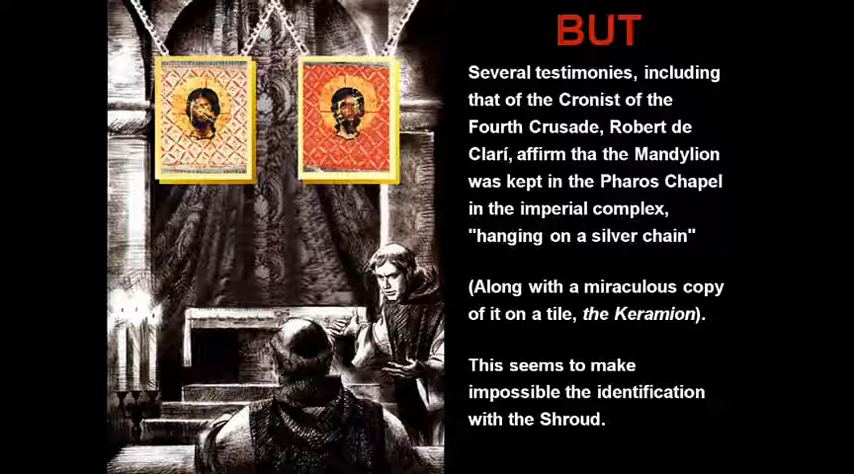 BUT
Several testimonies, including
that of the Cronist of the
Fourth Crusade, Robert de
Clarí, affirm tha the Mandylion
was kept in the Pharos Chapel
in the imperial complex,
"hanging on a silver chain"
(Along with a miraculous copy
of it on a tile, the Keramion).
This seems to make
impossible the identification
with the Shroud.